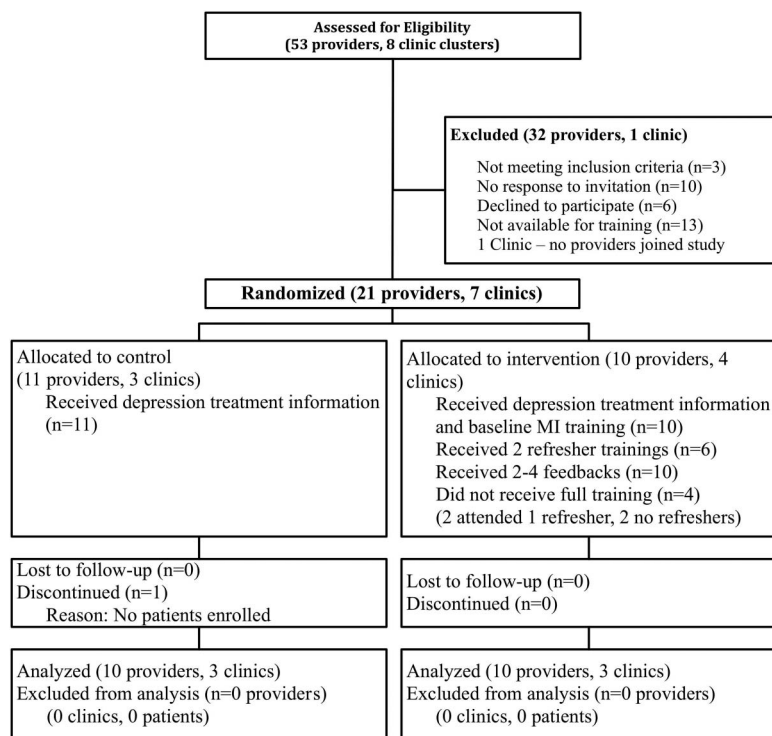 Assessed for Eligibility
(53 providers, 8 clinic clusters)
Excluded (32 providers, 1 clinic)
Not meeting inclusion criteria (n=3)
No response to invitation (n=10)
Declined to participate (n=6)
Not available for training (n=13)
1 Clinic – no providers joined study
Randomized (21 providers, 7 clinics)
Allocated to control
(11 providers, 3 clinics)
Received depression treatment information
(n=11)
Allocated to intervention (10 providers, 4
clinics)
Received depression treatment information
and baseline MI training (n=10)
Received 2 refresher trainings (n=6)
Received 2-4 feedbacks (n=10)
Did not receive full training (n=4)
(2 attended 1 refresher, 2 no refreshers)
Lost to follow-up (n=0)
Discontinued (n=1)
Reason: No patients enrolled
Lost to follow-up (n=0)
Discontinued (n=0)
Analyzed (10 providers, 3 clinics)
Excluded from analysis (n=0 providers)
(0 clinics, 0 patients)
Analyzed (10 providers, 3 clinics)
Excluded from analysis (n=0 providers)
(0 clinics, 0 patients)